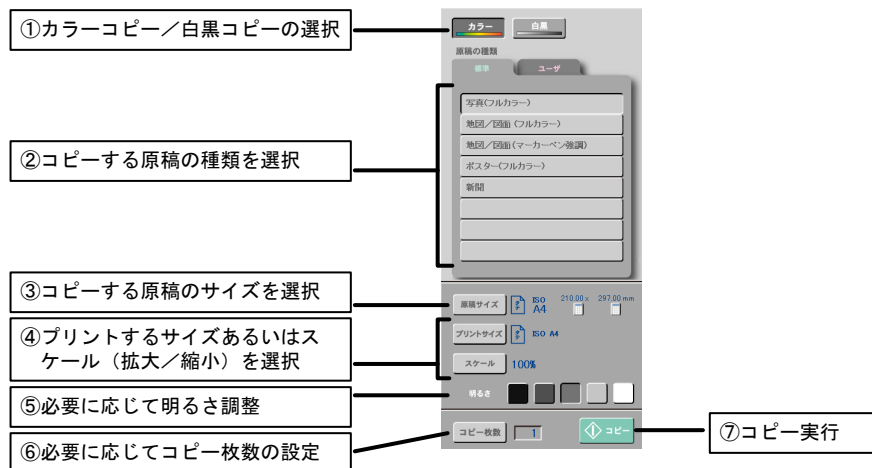 ①カラーコピー／白黒コピーの選択
カラー
白黒
原稿の種類
標準
ユーザ
写真(フルカラー)
地図／図面 (フルカラー)
地図／図面(マーカーペン強調)
ポスター(フルカラー)
新聞
②コピーする原稿の種類を選択
③コピーする原稿のサイズを選択
原稿サイズ
ISO
A4
210.00 x
297.00 mm
④プリントするサイズあるいはス
ケール（拡大／縮小）を選択
プリントサイズ
ISO A4
スケール
100%
⑤必要に応じて明るさ調整
明るさ
⑥必要に応じてコピー枚数の設定
コピー枚数
1
コピー
⑦コピー実行